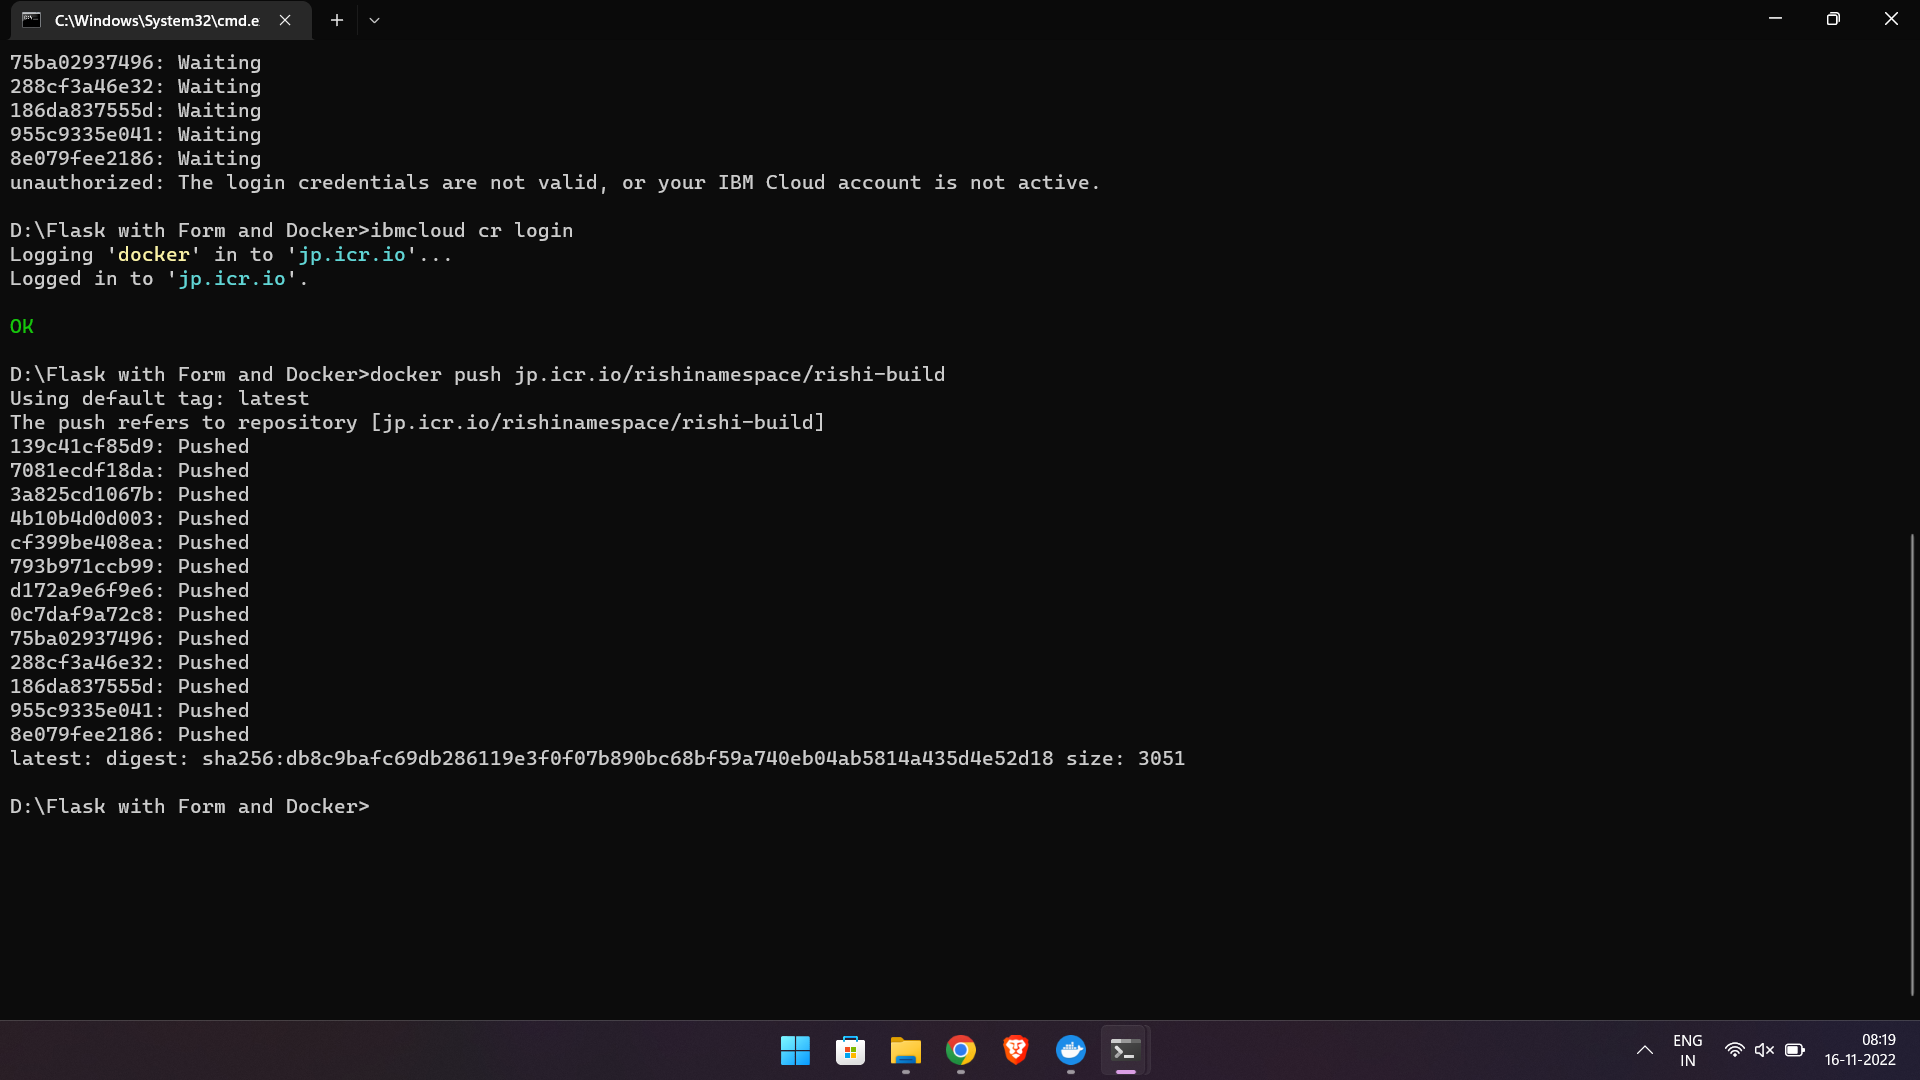 C:\Windows\System32\cmd.e
75ba02937496: Waiting
288cf3a46e32: Waiting
186da837555d: Waiting
955c9335e041: Waiting
8e079fee2186: Waiting
unauthorized: The login credentials are not valid, or your IBM Cloud account is not active.
D:\Flask with Form and Docker>ibmcloud cr login
Logging 'docker' in to 'jp.icr.io'...
Logged in to 'jp.icr.io'.
OK
D:\Flask with Form and Docker>docker push jp.icr.io/rishinamespace/rishi-build
Using default tag: latest
The push refers to repository [jp.icr.io/rishinamespace/rishi-build]
139c41cf85d9: Pushed
7081ecdf18da: Pushed
3a825cd1067b: Pushed
4b10b4d0d003: Pushed
cf399be408ea: Pushed
793b971ccb99: Pushed
d172a9e6f9e6: Pushed
0c7daf9a72c8: Pushed
75ba02937496: Pushed
288cf3a46e32: Pushed
186da837555d: Pushed
955c9335e041: Pushed
8e079fee2186: Pushed
latest: digest: sha256:db8c9bafc69db286119e3f0f07b890bc68bf59a740eb04ab5814a435d4e52d18 size: 3051
D:\Flask with Form and Docker>
ENG
IN
08:19
16-11-2022